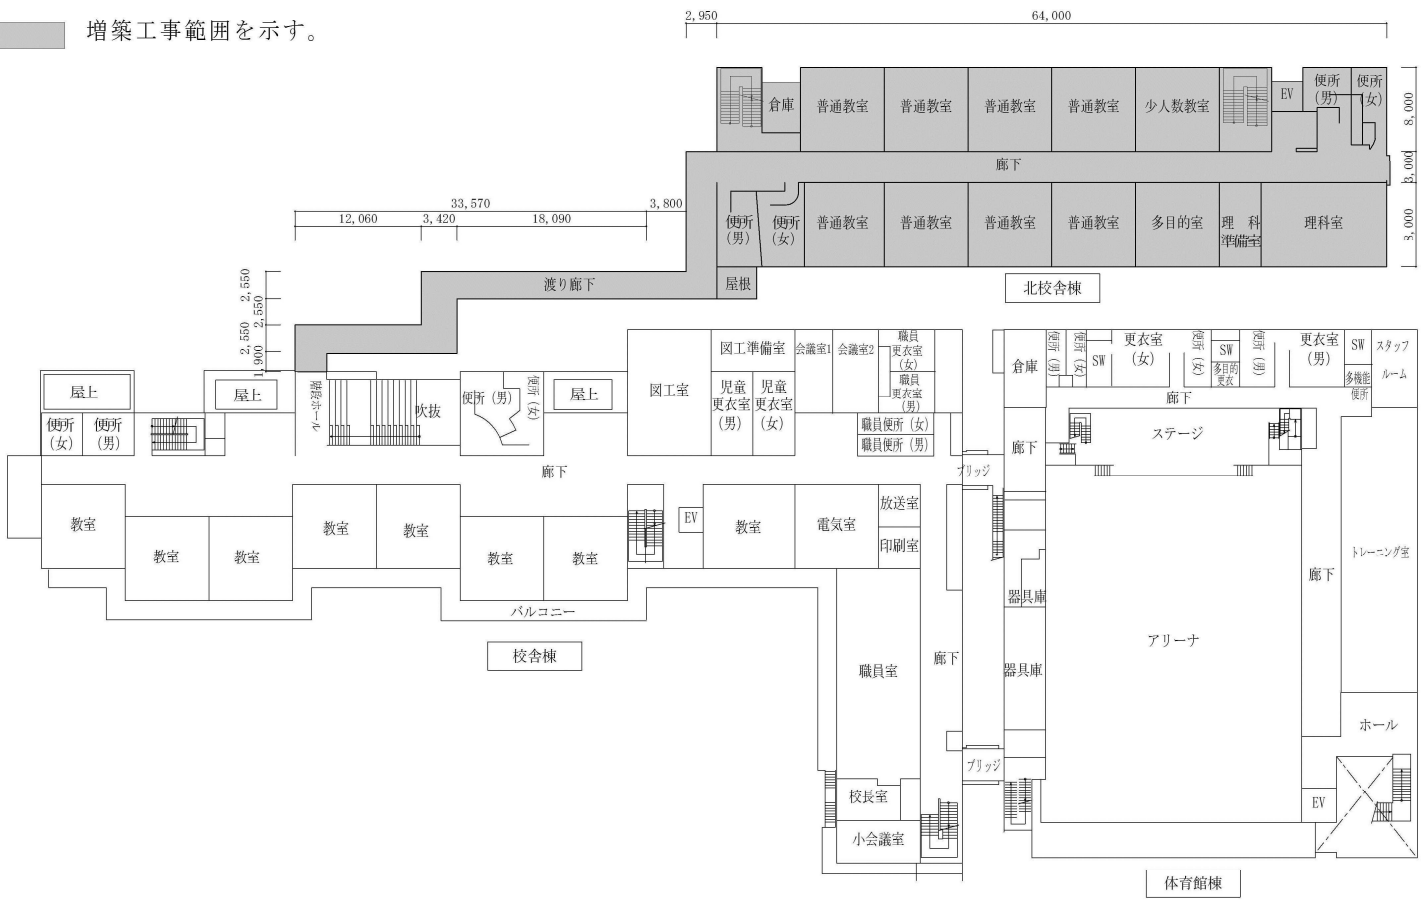 増築工事範囲を示す。
2,950
64,000
倉庫
普通教室
普通教室
普通教室
普通教室
少人数教室
EV
便所
(男)
便所
(女)
8,000
廊下
3,000
便所
(男)
便所
(女)
普通教室
普通教室
普通教室
普通教室
多目的室
理 科
準備室
理科室
8,000
33,570
3,800
12,060
3,420
18,090
2,550
2,550
2,550
1,900
渡り廊下
屋根
北校舎棟
屋上
屋上
階段ホール
吹抜
便所(男)
便所(女)
屋上
図工室
図工準備室
会議室1
会議室2
職員
更衣室
(女)
職員
更衣室
(男)
児童
更衣室
(男)
児童
更衣室
(女)
職員便所(女)
職員便所(男)
便所
(女)
便所
(男)
廊下
教室
教室
教室
教室
教室
教室
教室
EV
教室
電気室
放送室
印刷室
バルコニー
校舎棟
職員室
廊下
校長室
小会議室
ブリッジ
ブリッジ
倉庫
便所(男)
便所(女)
SW
更衣室
(女)
便所(女)
SW
多目的
更衣
便所(男)
更衣室
(男)
SW
多機能
便所
スタッフ
ルーム
廊下
廊下
ステージ
器具庫
器具庫
アリーナ
廊下
トレーニング室
ホール
EV
体育館棟